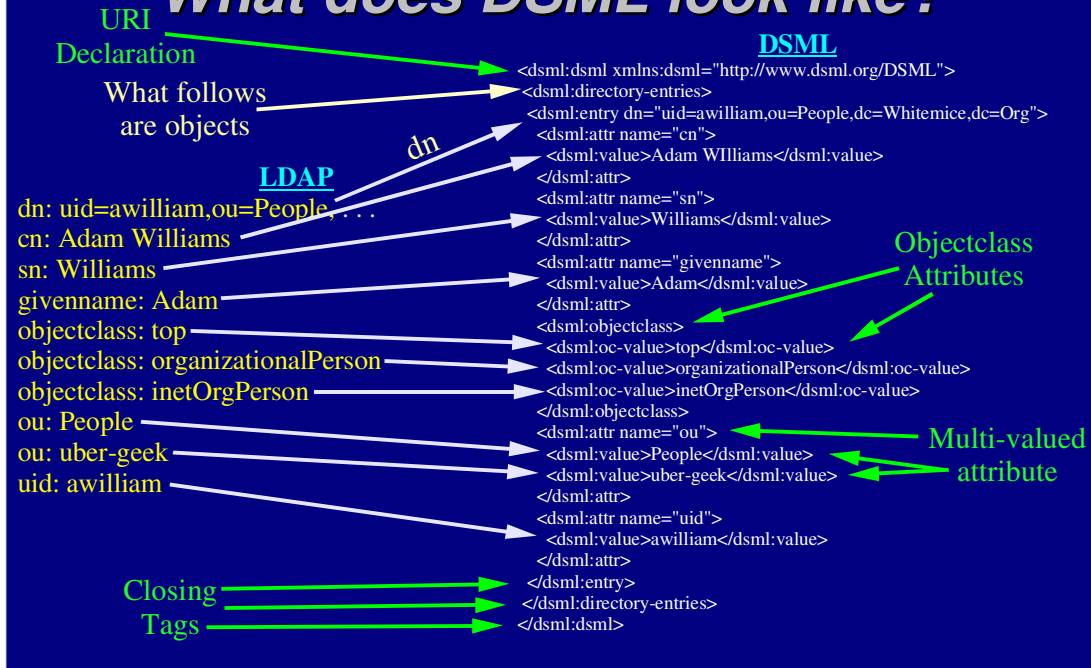 What does DSML look like?
URI
Declaration
What follows
are objects
dn
LDAP
dn: uid=awilliam,ou=People, . . .
cn: Adam Williams
sn: Williams
givenname: Adam
objectclass: top
objectclass: organizationalPerson
objectclass: inetOrgPerson
ou: People
ou: uber-geek
uid: awilliam
Closing
Tags
DSML
<dsml:dsml xmlns:dsml="http://www.dsml.org/DSML">
<dsml:directory-entries>
<dsml:entry dn="uid=awilliam,ou=People,dc=Whitemice,dc=Org">
<dsml:attr name="cn">
<dsml:value>Adam WIlliams</dsml:value>
</dsml:attr>
<dsml:attr name="sn">
<dsml:value>Williams</dsml:value>
</dsml:attr>
<dsml:attr name="givenname">
<dsml:value>Adam</dsml:value>
</dsml:attr>
<dsml:objectclass>
<dsml:oc-value>top</dsml:oc-value>
<dsml:oc-value>organizationalPerson</dsml:oc-value>
<dsml:oc-value>inetOrgPerson</dsml:oc-value>
</dsml:objectclass>
<dsml:attr name="ou">
<dsml:value>People</dsml:value>
<dsml:value>uber-geek</dsml:value>
</dsml:attr>
<dsml:attr name="uid">
<dsml:value>awilliam</dsml:value>
</dsml:attr>
</dsml:entry>
</dsml:directory-entries>
</dsml:dsml>
Objectclass
Attributes
Multi-valued
attribute